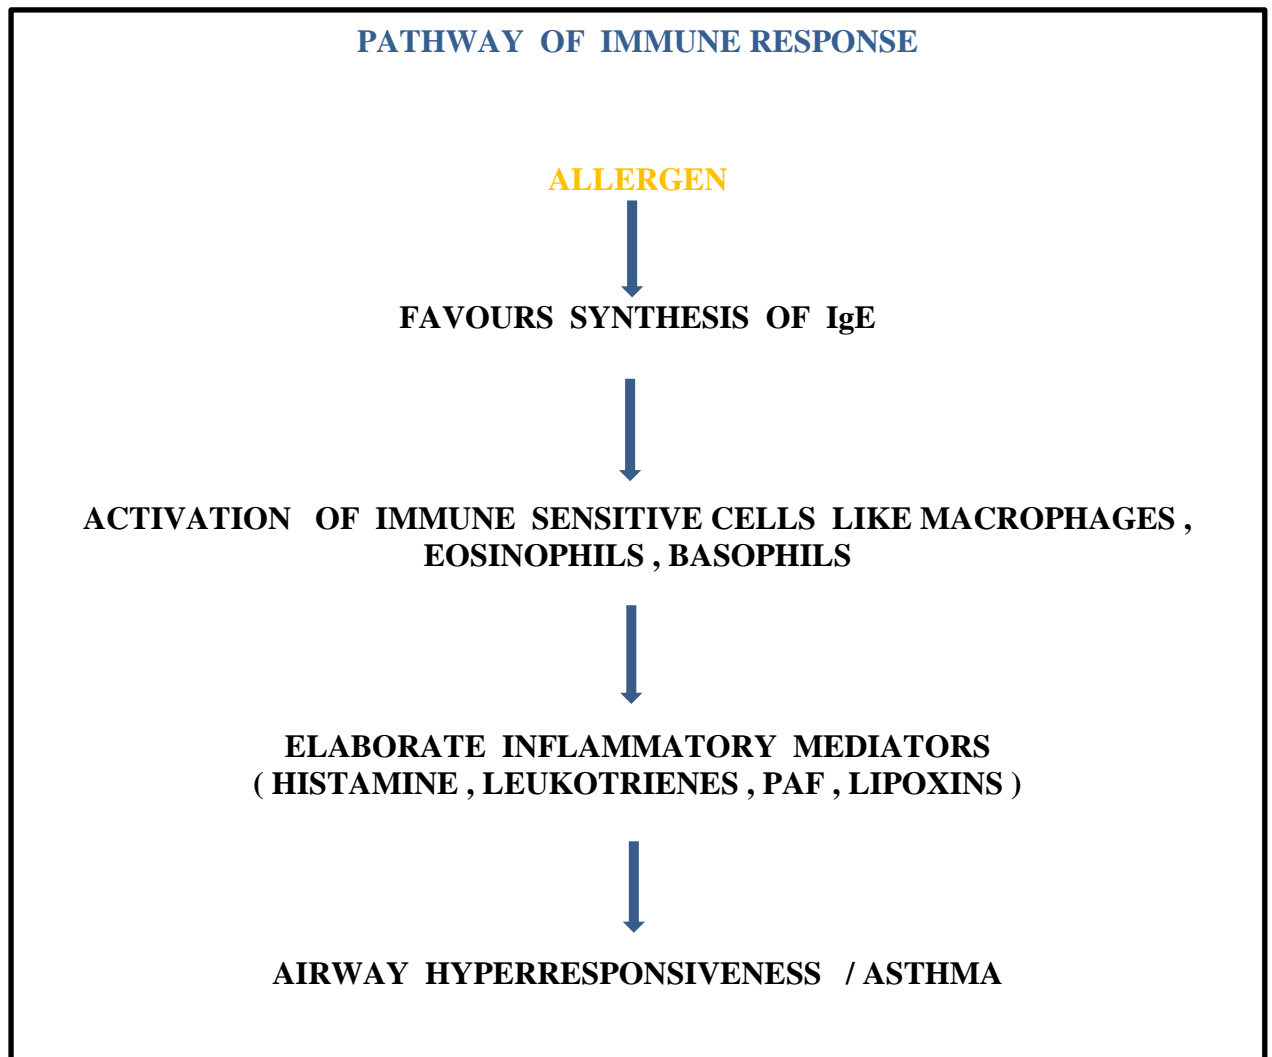 PATHWAY OF IMMUNE RESPONSE
ALLERGEN
FAVOURS SYNTHESIS OF IgE
ACTIVATION OF IMMUNE SENSITIVE CELLS LIKE MACROPHAGES ,
EOSINOPHILS , BASOPHILS
ELABORATE INFLAMMATORY MEDIATORS
( HISTAMINE , LEUKOTRIENES , PAF , LIPOXINS )
AIRWAY HYPERRESPONSIVENESS / ASTHMA